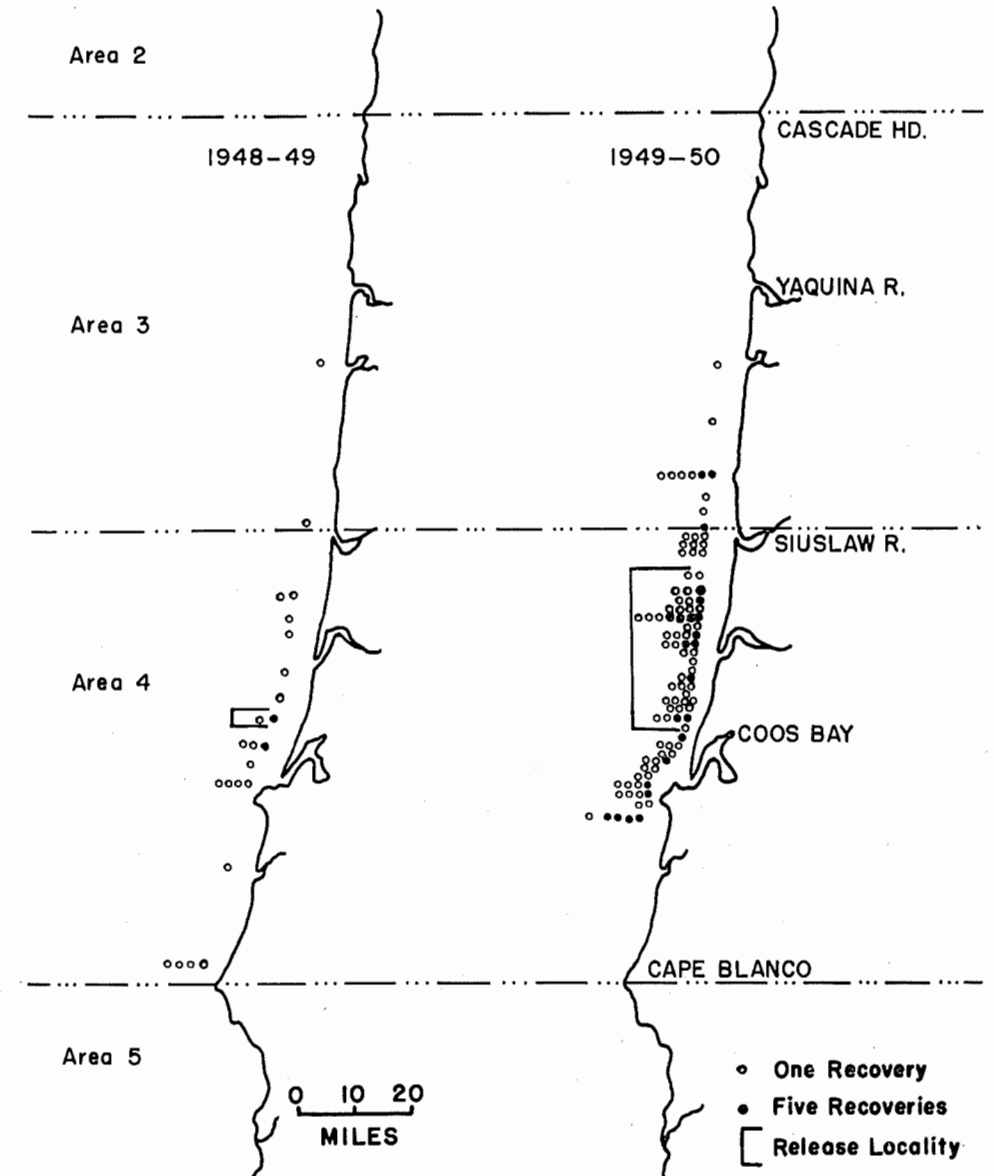 Area 2
CASCADE HD.
1948-49
1949-50
YAQUINA R.
Area 3
SIUSLAW R.
Area 4
COOS BAY
CAPE BLANCO
Area 5
0 10 20
MILES
One Recovery
Five Recoveries
Release Locality